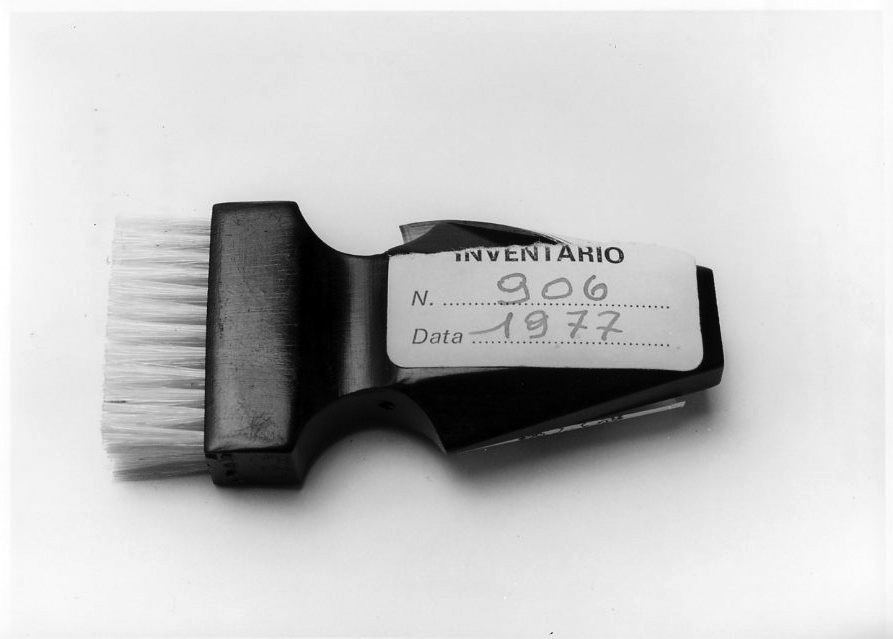 INVENTARIO
N. 906
Data 1977